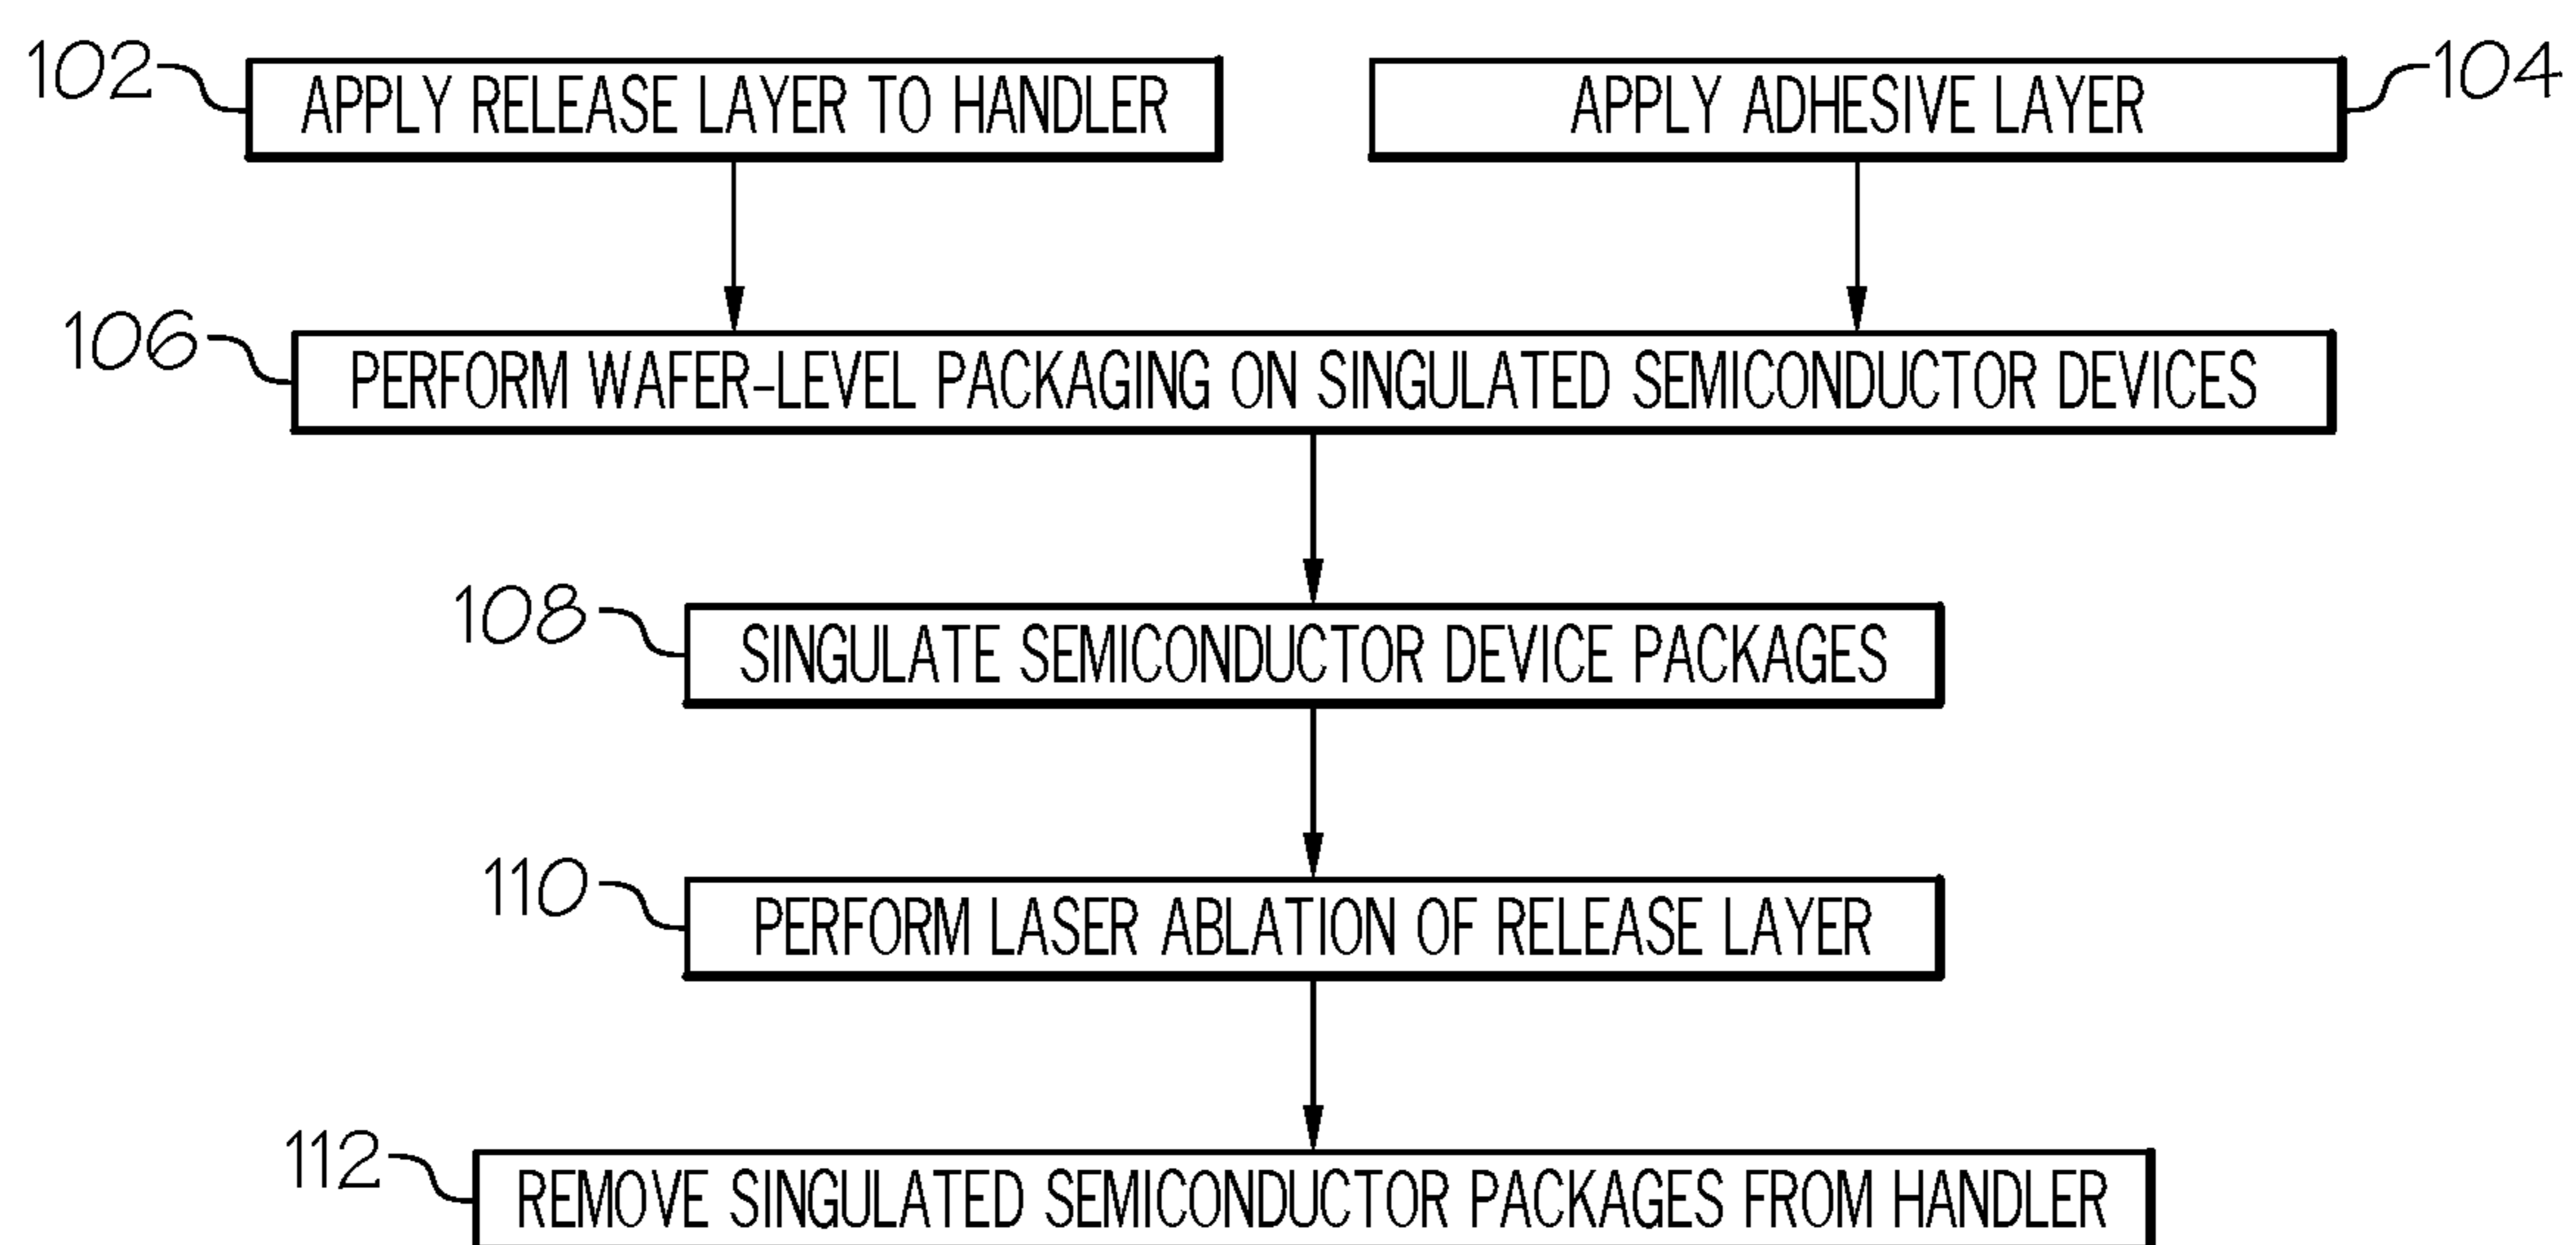 102
APPLY RELEASE LAYER TO HANDLER
APPLY ADHESIVE LAYER
104
106
PERFORM WAFER-LEVEL PACKAGING ON SINGULATED SEMICONDUCTOR DEVICES
108
SINGULATE SEMICONDUCTOR DEVICE PACKAGES
110
PERFORM LASER ABLATION OF RELEASE LAYER
112
REMOVE SINGULATED SEMICONDUCTOR PACKAGES FROM HANDLER